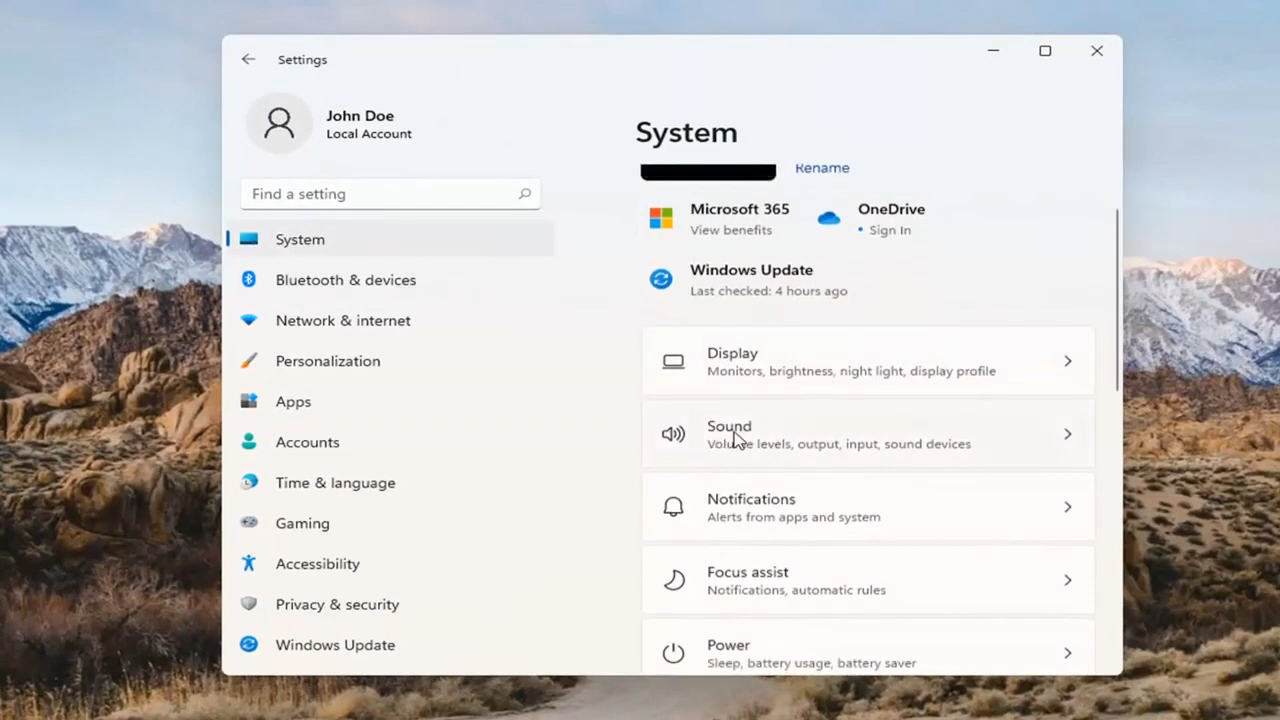 Settings
John Doe
Local Account
Find a setting
System
Bluetooth & devices
Network & internet
Personalization
Apps
Accounts
Time & language
Gaming
Accessibility
Privacy & security
Windows Update
System
Rename
Microsoft 365
View benefits
OneDrive
• Sign In
Windows Update
Last checked: 4 hours ago
Display
Monitors, brightness, night light, display profile
Sound
Volume levels, output, input, sound devices
Notifications
Alerts from apps and system
Focus assist
Notifications, automatic rules
Power
Sleep, battery usage, battery saver